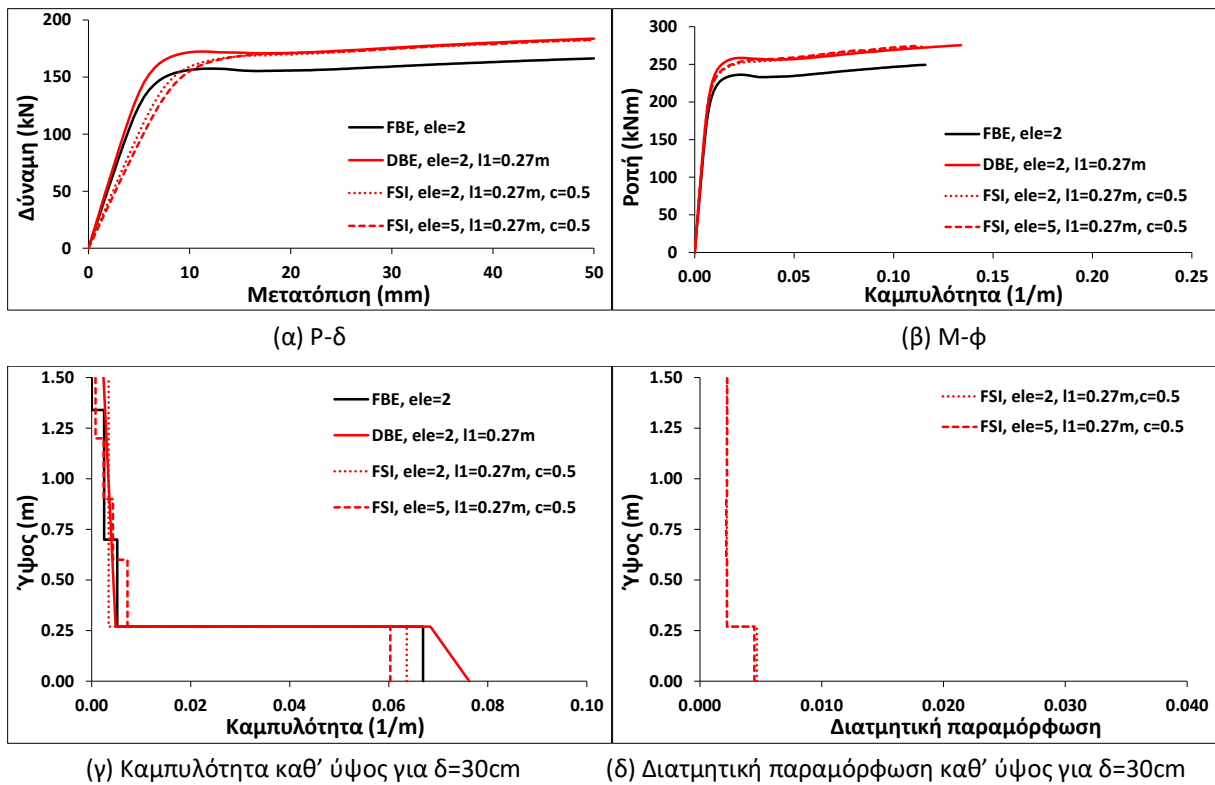 200
150
100
50
0
Δύναμη (kN)
0 10 20 30 40 50
Μετατόπιση (mm)
FBE, ele=2
DBE, ele=2, l1=0.27m
FSI, ele=2, l1=0.27m, c=0.5
FSI, ele=5, l1=0.27m, c=0.5
(α) P-δ
300
250
200
150
100
50
0
Ροπή (kNm)
0.00 0.05 0.10 0.15 0.20 0.25
Καμπυλότητα (1/m)
FBE, ele=2
DBE, ele=2, l1=0.27m
FSI, ele=2, l1=0.27m, c=0.5
FSI, ele=5, l1=0.27m, c=0.5
(β) M-φ
1.50
1.25
1.00
0.75
0.50
0.25
0.00
Ύψος (m)
0.00 0.02 0.04 0.06 0.08 0.10
Καμπυλότητα (1/m)
FBE, ele=2
DBE, ele=2, l1=0.27m
FSI, ele=2, l1=0.27m, c=0.5
FSI, ele=5, l1=0.27m, c=0.5
(γ) Καμπυλότητα καθ’ ύψος για δ=30cm
1.50
1.25
1.00
0.75
0.50
0.25
0.00
Ύψος (m)
0.000 0.010 0.020 0.030 0.040
Διατμητική παραμόρφωση
FSI, ele=2, l1=0.27m,c=0.5
FSI, ele=5, l1=0.27m, c=0.5
(δ) Διατμητική παραμόρφωση καθ’ ύψος για δ=30cm